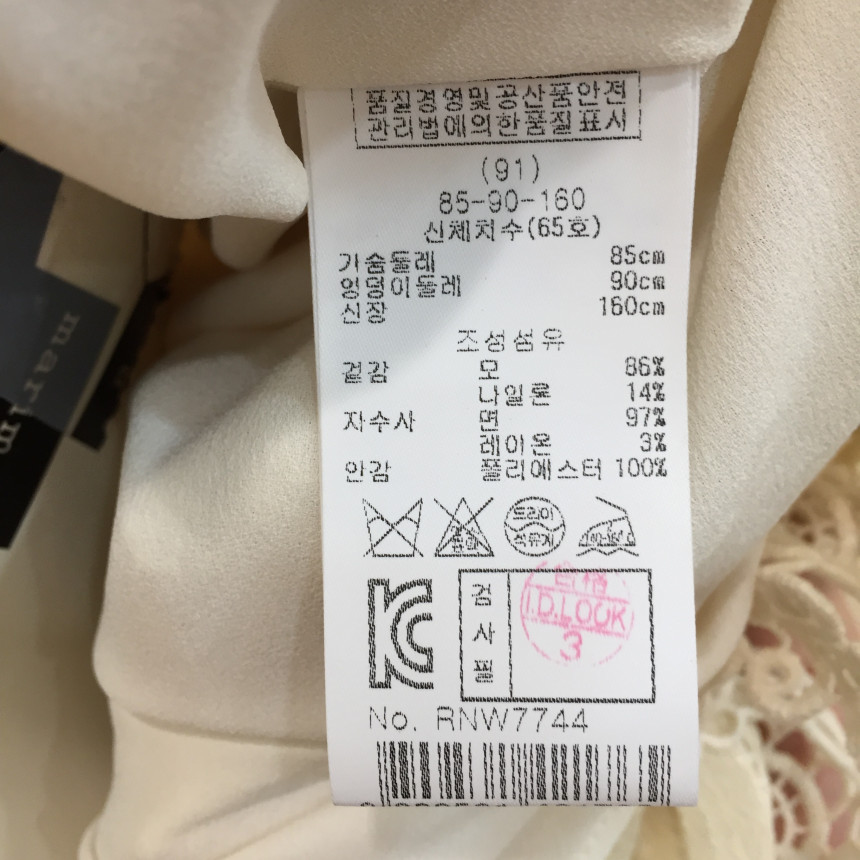 품질경영및공산품안전
관리법에의한품질표시
(91)
85-90-160
신체치수(65호)
가슴둘레 85cm
엉덩이둘레 90cm
신장 160cm
조성섬유
겉감 모 86%
나일론 14%
자수사 면 97%
레이온 3%
안감 폴리에스터 100%
드라이
석유계
검사필
合格
I.D.LOOK
3
No. RNW7744
marim